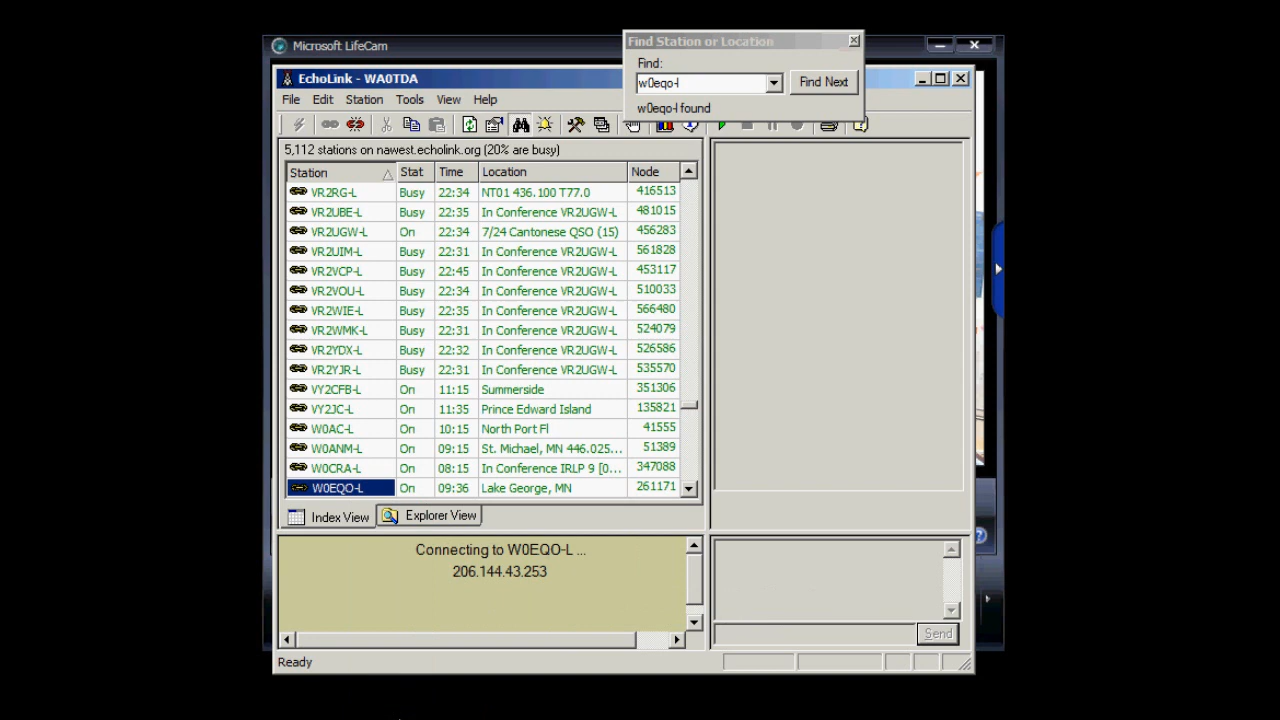 Microsoft LifeCam
Find Station or Location
EchoLink - WA0TDA
Find:
w0eqo-l
Find Next
w0eqo-l found
File Edit Station Tools View Help
5,112 stations on nawest.echolink.org (20% are busy)
Station Stat Time Location Node
VR2RG-L Busy 22:34 NT01 436.100 T77.0 416513
VR2UBE-L Busy 22:35 In Conference VR2UGW-L 481015
VR2UGW-L On 22:34 7/24 Cantonese QSO (15) 456283
VR2UIM-L Busy 22:31 In Conference VR2UGW-L 561828
VR2VCP-L Busy 22:45 In Conference VR2UGW-L 453117
VR2VOU-L Busy 22:34 In Conference VR2UGW-L 510033
VR2WIE-L Busy 22:35 In Conference VR2UGW-L 566480
VR2WMK-L Busy 22:31 In Conference VR2UGW-L 524079
VR2YDX-L Busy 22:32 In Conference VR2UGW-L 526586
VR2YJR-L Busy 22:31 In Conference VR2UGW-L 535570
VY2CFB-L On 11:15 Summerside 351306
VY2JC-L On 11:35 Prince Edward Island 135821
W0AC-L On 10:15 North Port Fl 41555
W0ANM-L On 09:15 St. Michael, MN 446.025... 51389
W0CRA-L On 08:15 In Conference IRLP 9 [0... 347088
W0EQO-L On 09:36 Lake George, MN 261171
Index View Explorer View
Connecting to W0EQO-L ...
206.144.43.253
Send
Ready